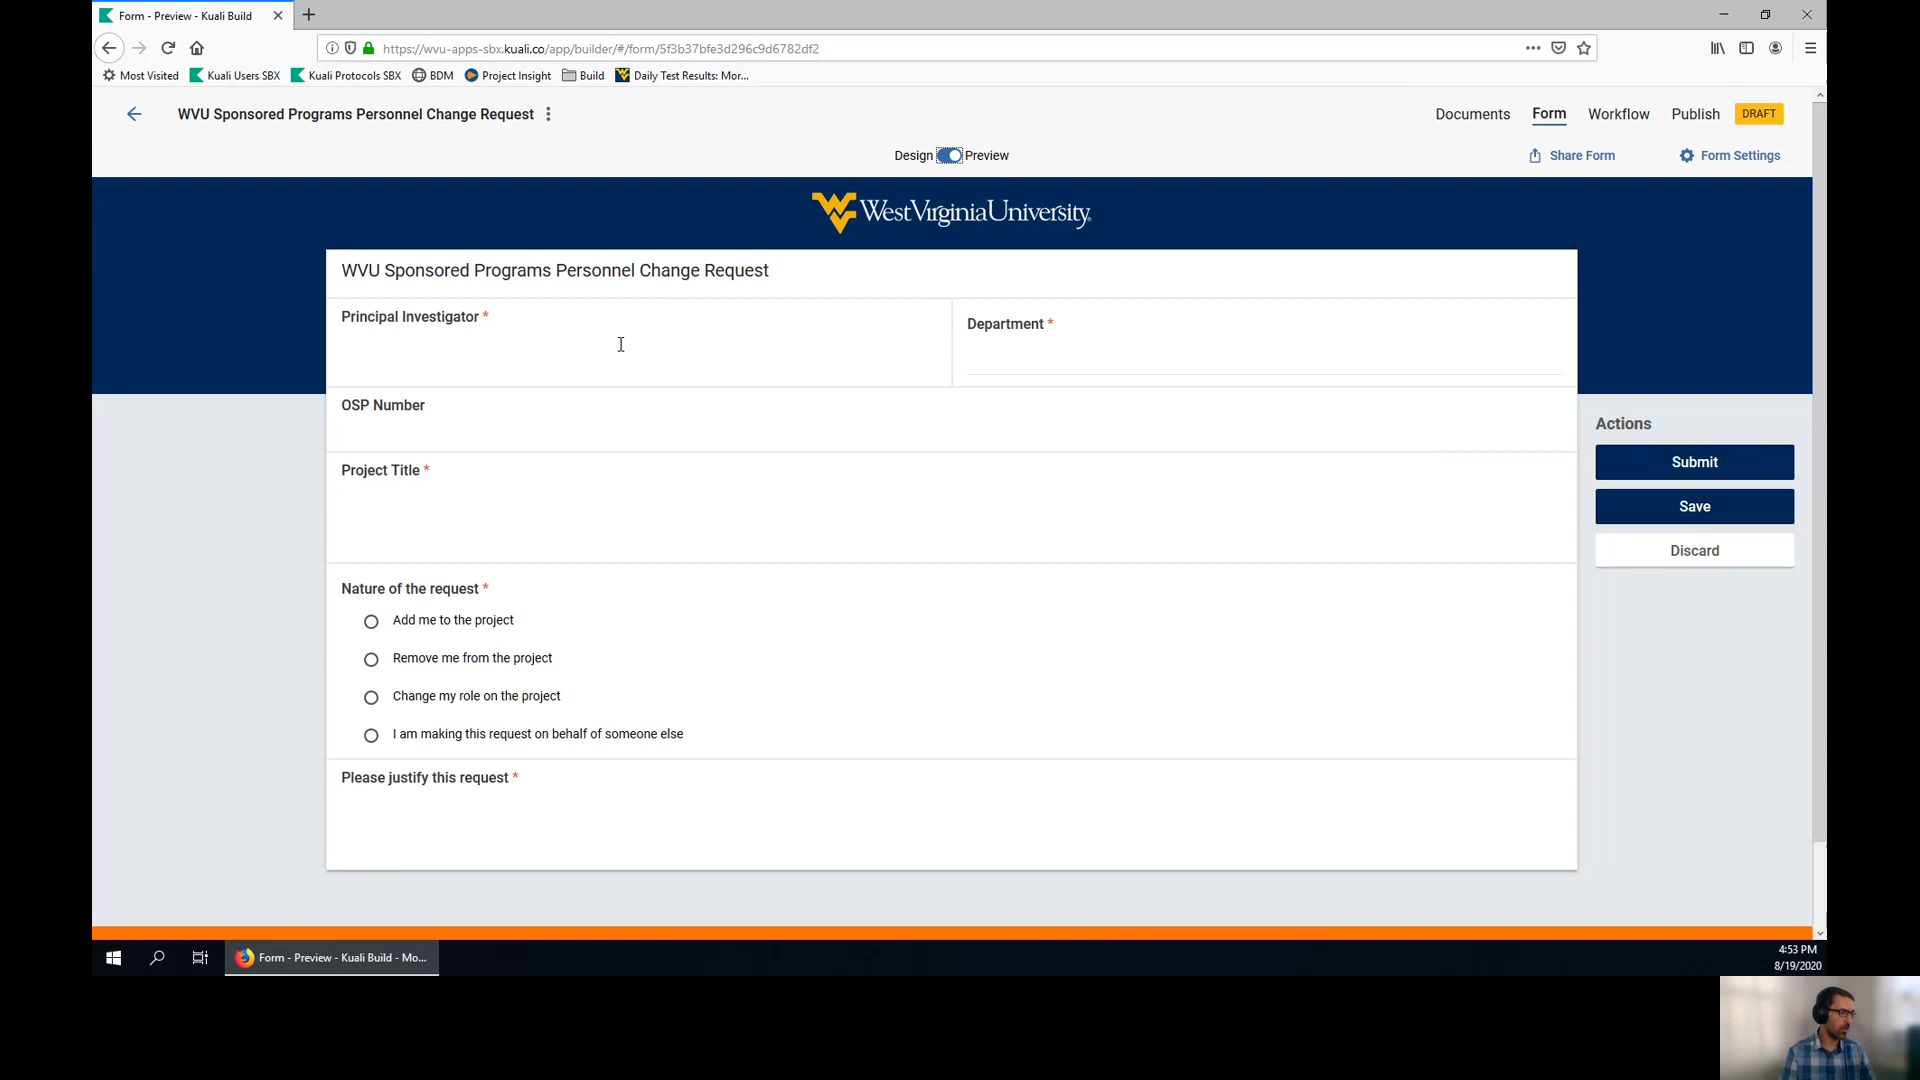 Form - Preview - Kuali Build
https://wvu-apps-sbx.kuali.co/app/builder/#/form/5f3b37bfe3d296c9d6782df2
Most Visited Kuali Users SBX Kuali Protocols SBX BDM Project Insight Build Daily Test Results: Mor...
WVU Sponsored Programs Personnel Change Request
Documents Form Workflow Publish DRAFT
Design Preview
Share Form Form Settings
WV WestVirginiaUniversity.
WVU Sponsored Programs Personnel Change Request
Principal Investigator *
Department *
OSP Number
Project Title *
Actions
Submit
Save
Discard
Nature of the request *
Add me to the project
Remove me from the project
Change my role on the project
I am making this request on behalf of someone else
Please justify this request *
Form - Preview - Kuali Build - Mo...
4:53 PM
8/19/2020